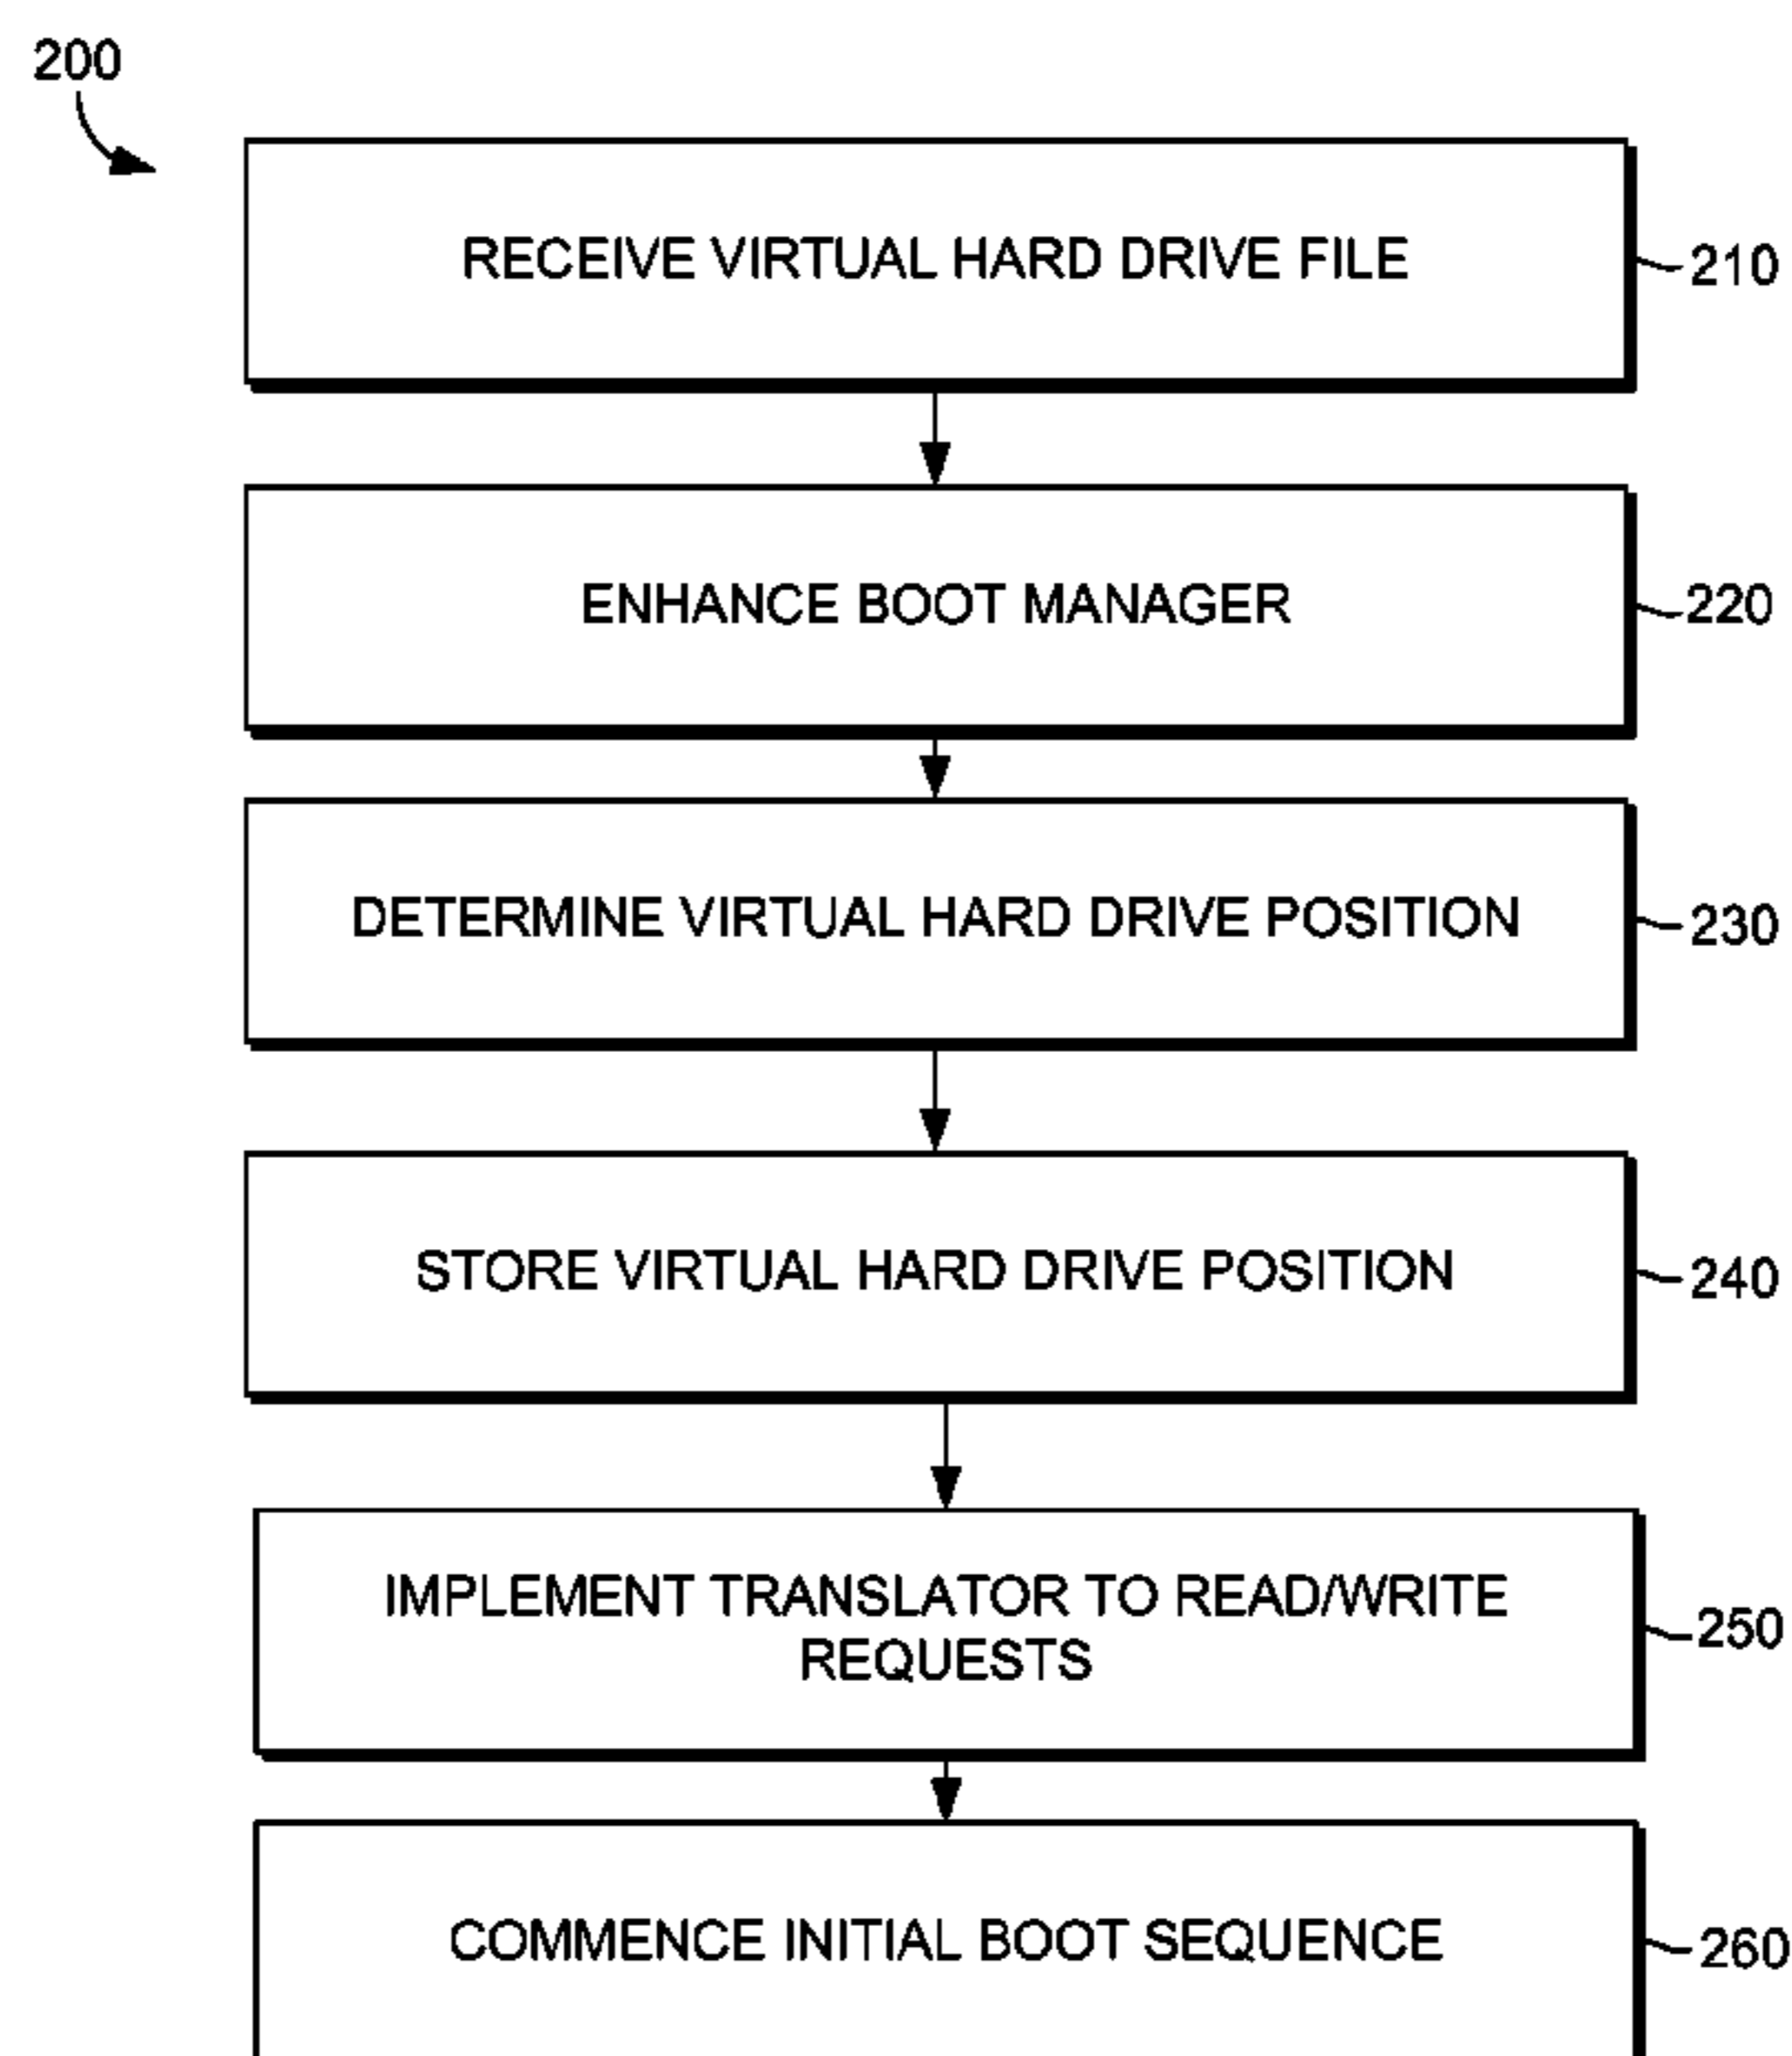 200
RECEIVE VIRTUAL HARD DRIVE FILE
210
ENHANCE BOOT MANAGER
220
DETERMINE VIRTUAL HARD DRIVE POSITION
230
STORE VIRTUAL HARD DRIVE POSITION
240
IMPLEMENT TRANSLATOR TO READ/WRITE
REQUESTS
250
COMMENCE INITIAL BOOT SEQUENCE
260